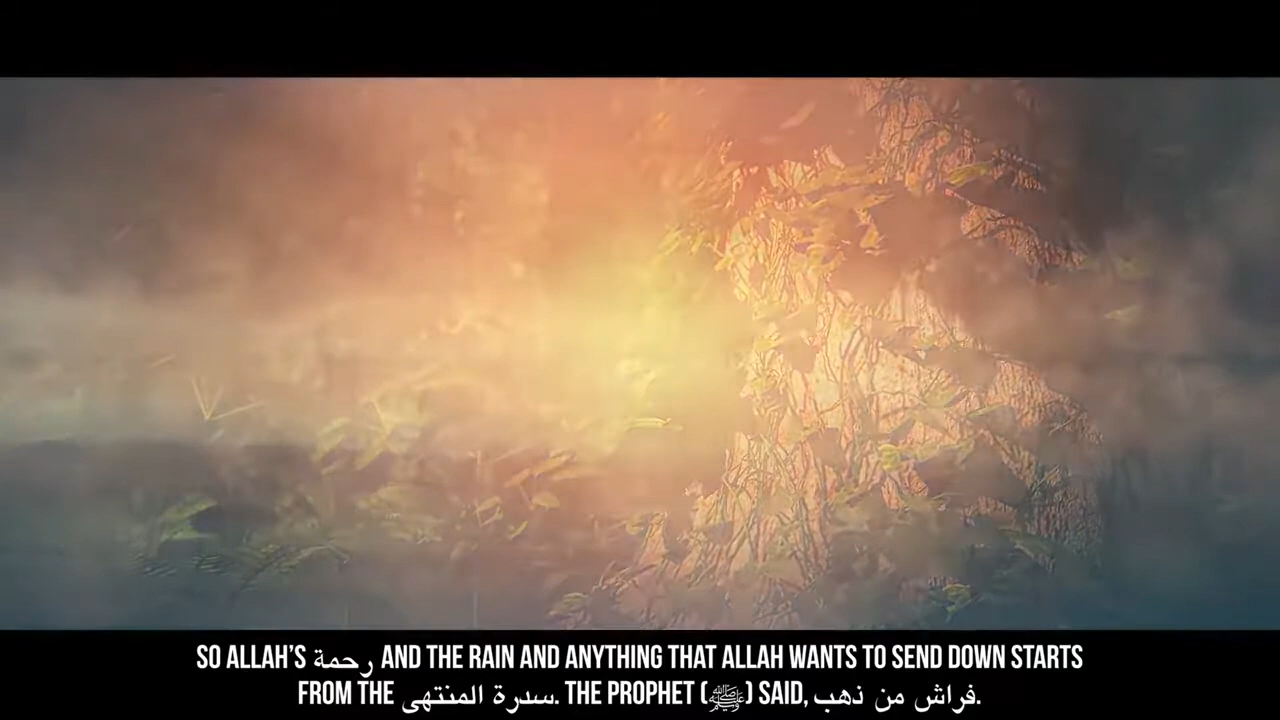 SO ALLAH'S رحمة AND THE RAIN AND ANYTHING THAT ALLAH WANTS TO SEND DOWN STARTS
FROM THE سدرة المنتهى. THE PROPHET (ﷺ) SAID, فراش من ذهب.